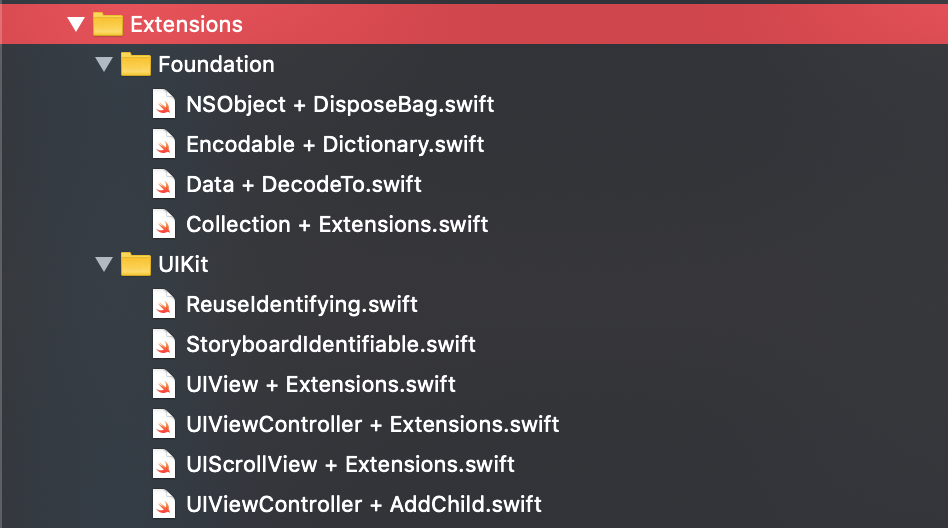 Extensions
Foundation
NSObject + DisposeBag.swift
Encodable + Dictionary.swift
Data + DecodeTo.swift
Collection + Extensions.swift
UIKit
ReuseIdentifying.swift
StoryboardIdentifiable.swift
UIView + Extensions.swift
UIViewController + Extensions.swift
UIScrollView + Extensions.swift
UIViewController + AddChild.swift